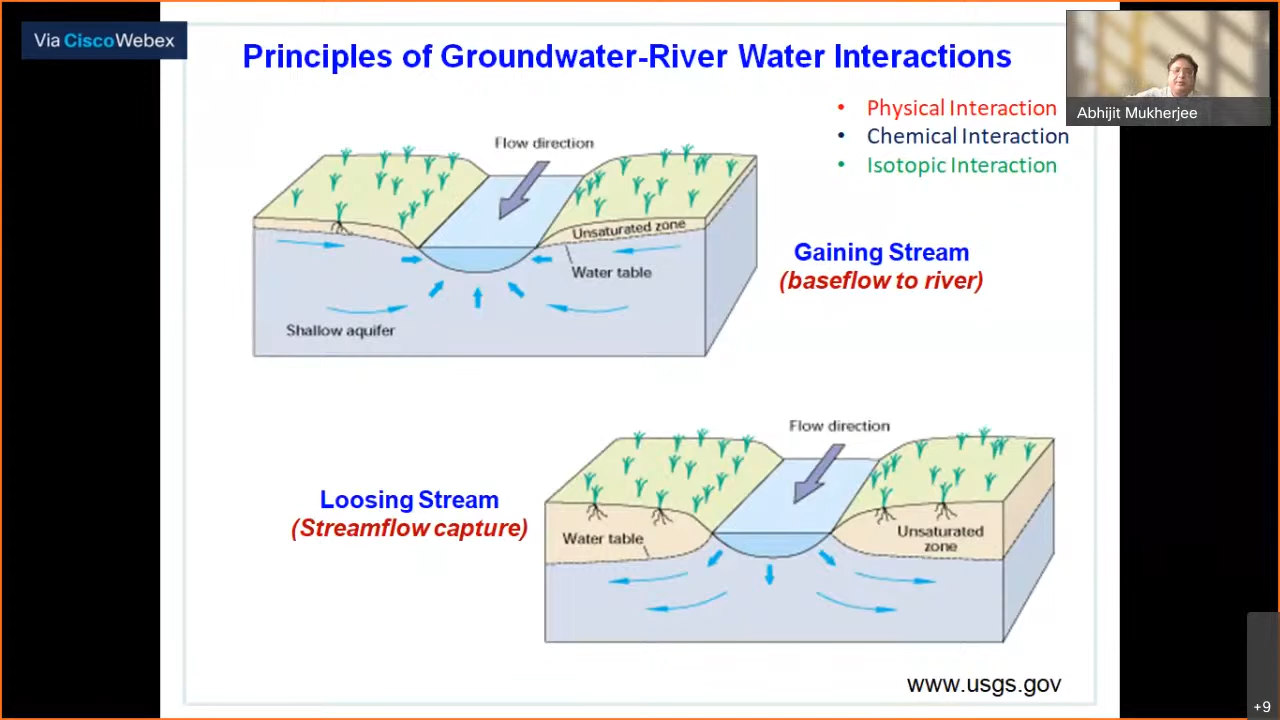 Via CiscoWebex
Principles of Groundwater-River Water Interactions
Abhijit Mukherjee
• Physical Interaction
• Chemical Interaction
• Isotopic Interaction
Flow direction
Unsaturated zone
Water table
Shallow aquifer
Gaining Stream
(baseflow to river)
Flow direction
Loosing Stream
(Streamflow capture)
Water table
Unsaturated
zone
www.usgs.gov
+9